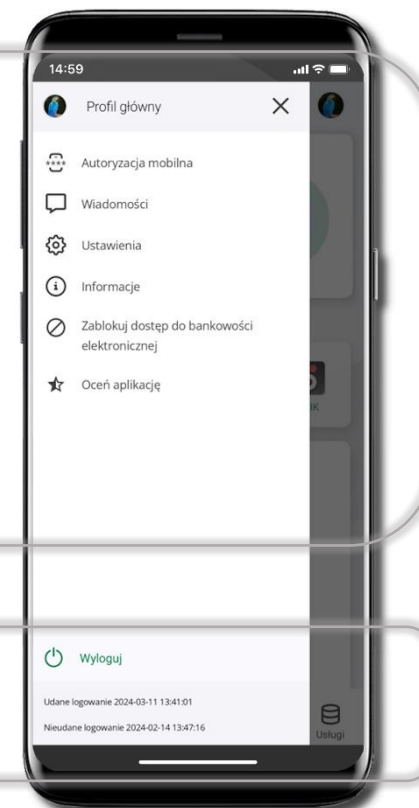 14:59
Profil główny
Autoryzacja mobilna
Wiadomości
Ustawienia
Informacje
Zablokuj dostęp do bankowości
elektronicznej
Oceń aplikację
IK
Wyloguj
Udane logowanie 2024-03-11 13:41:01
Nieudane logowanie 2024-02-14 13:47:16
Usługi